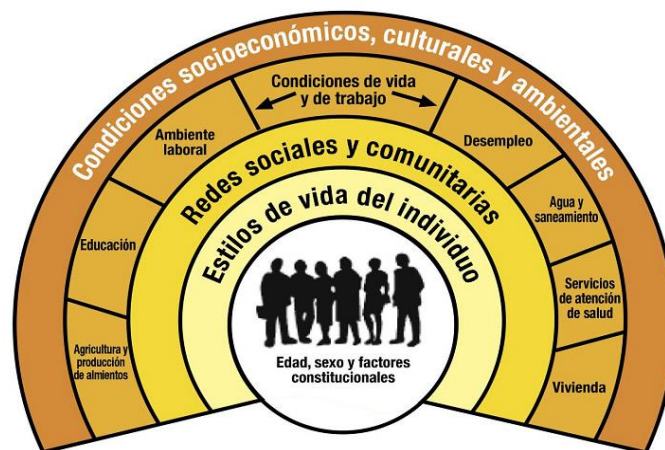 Condiciones socioeconómicos, culturales y ambientales
Condiciones de vida
y de trabajo
Ambiente
laboral
Desempleo
Educación
Agua y
saneamiento
Agricultura y
producción
de almientos
Servicios
de atención
de salud
Vivienda
Redes sociales y comunitarias
Estilos de vida del individuo
Edad, sexo y factores
constitucionales